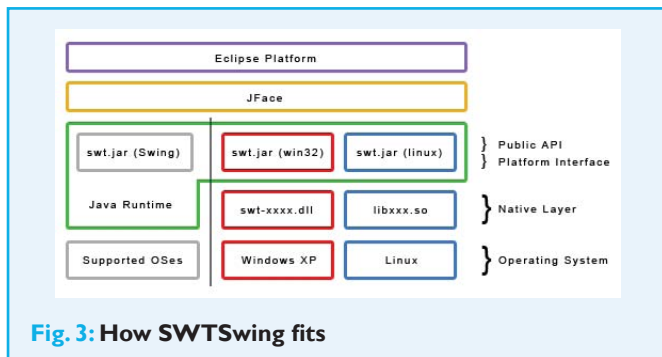 Eclipse Platform
JFace
swt.jar (Swing)
swt.jar (win32)
swt.jar (linux)
} Public API
} Platform Interface
Java Runtime
swt-xxxx.dll
libxxx.so
} Native Layer
Supported OSes
Windows XP
Linux
} Operating System
Fig. 3: How SWTSwing fits